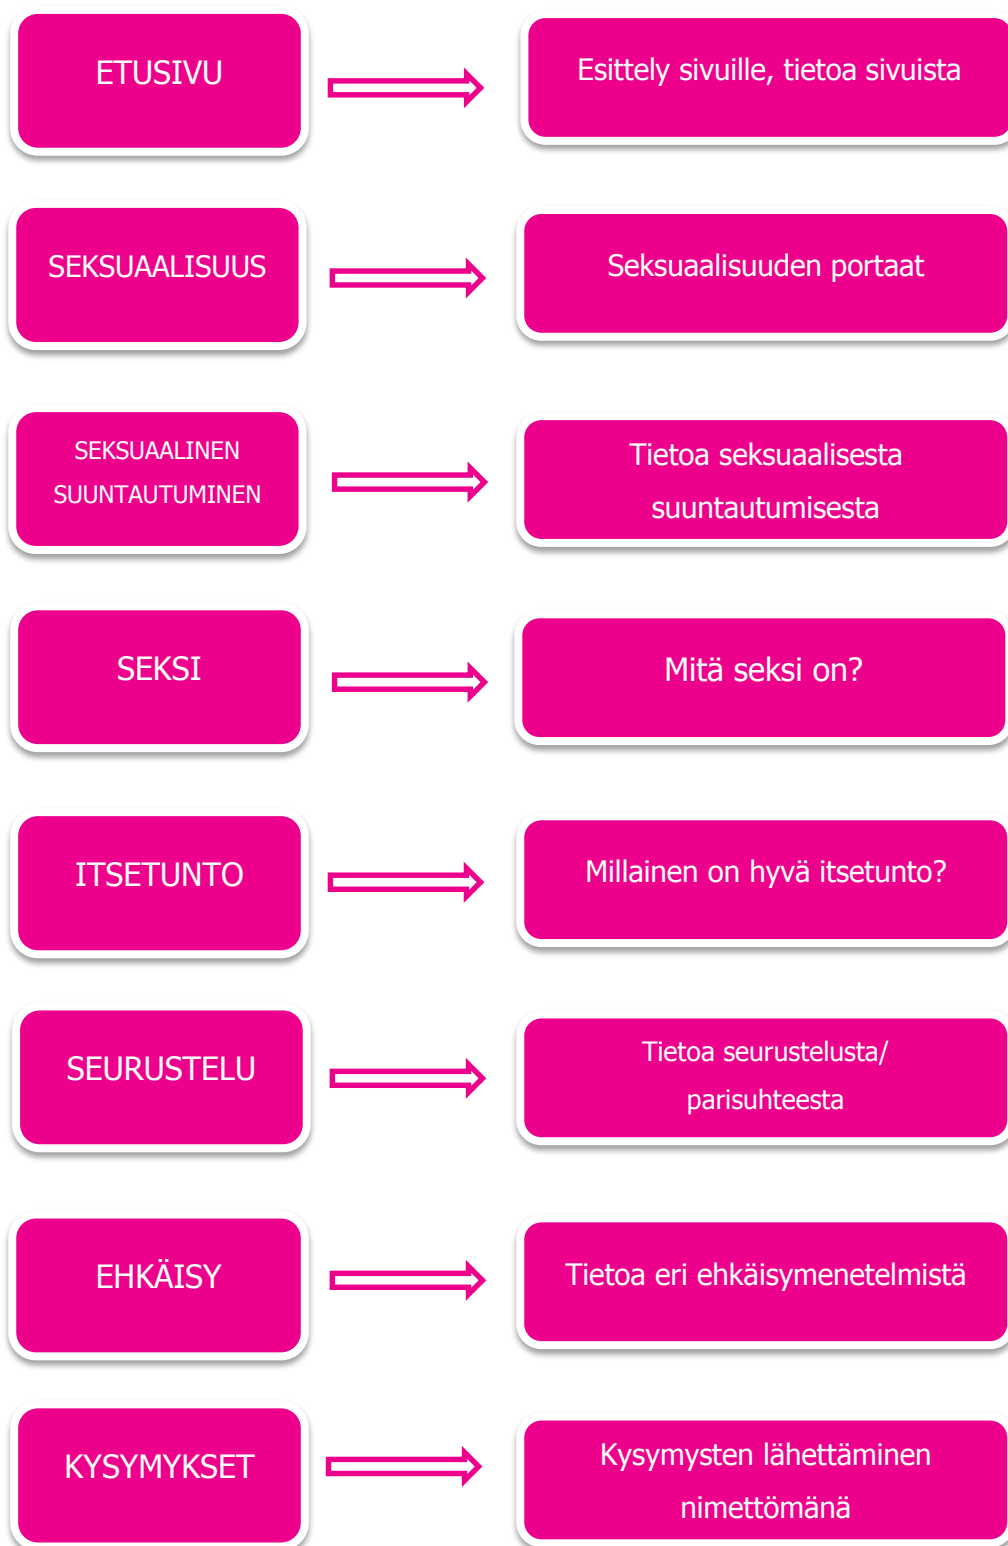 ETUSIVU
Esittely sivuille, tietoa sivuista
SEKSUAALISUUS
Seksuaalisuuden portaat
SEKSUAALINEN
SUUNTAUTUMINEN
Tietoa seksuaalisesta
suuntautumisesta
SEKSI
Mitä seksi on?
ITSETUNTO
Millainen on hyvä itsetunto?
SEURUSTELU
Tietoa seurustelusta/
parisuhteesta
EHKÄISY
Tietoa eri ehkäisymenetelmistä
KYSYMYKSET
Kysymysten lähettäminen
nimettömänä